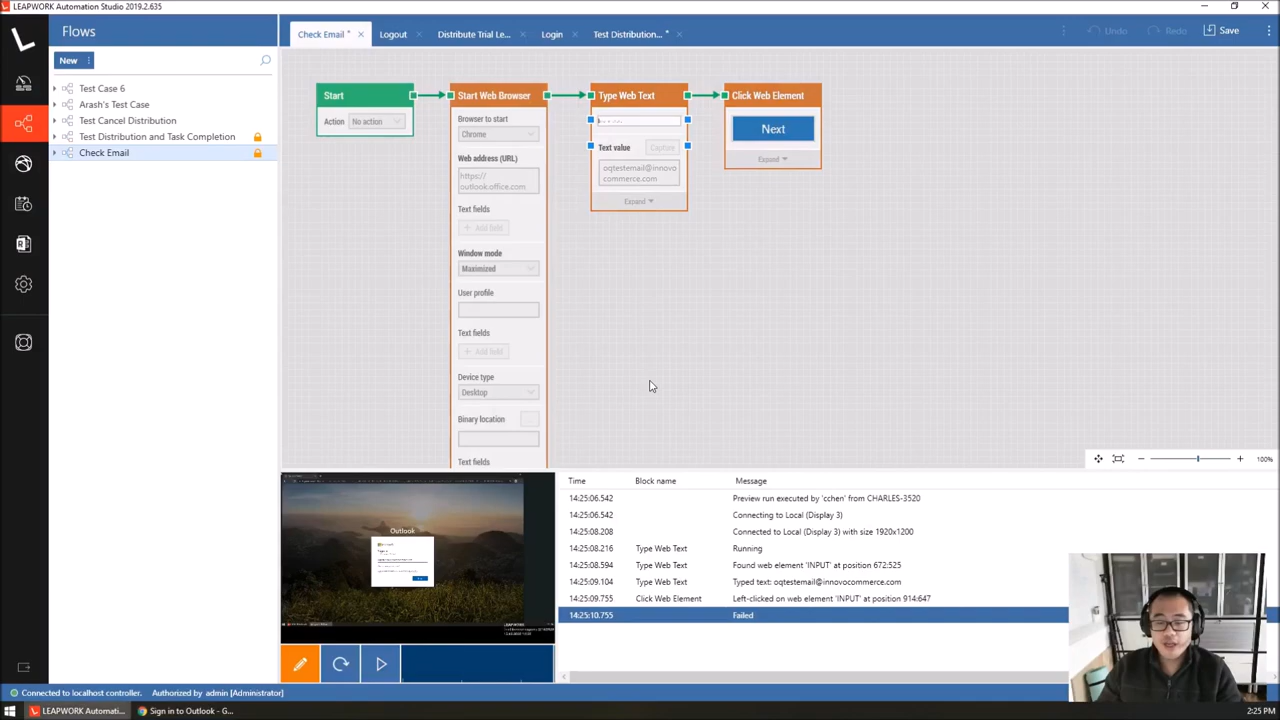 LEAPWORK Automation Studio 2019.2.635
Flows
Check Email * ×
Logout ×
Distribute Trial Le... ×
Login ×
Test Distribution... * ×
Undo
Redo
Save
New
Test Case 6
Arash's Test Case
Test Cancel Distribution
Test Distribution and Task Completion
Check Email
Start
Action
No action
Start Web Browser
Browser to start
Chrome
Web address (URL)
https://
outlook.office.com
Text fields
+ Add field
Window mode
Maximized
User profile
Text fields
+ Add field
Device type
Desktop
Binary location
Text fields
Type Web Text
Text value
Capture
oqtestemail@innovo
commerce.com
Expand
Click Web Element
Next
Expand
100%
Outlook
Time Block name Message
14:25:06.542 Preview run executed by 'cchen' from CHARLES-3520
14:25:06.542 Connecting to Local (Display 3)
14:25:08.208 Connected to Local (Display 3) with size 1920x1200
14:25:08.216 Type Web Text Running
14:25:08.594 Type Web Text Found web element 'INPUT' at position 672:525
14:25:09.104 Type Web Text Typed text: oqtestemail@innovocommerce.com
14:25:09.755 Click Web Element Left-clicked on web element 'INPUT' at position 914:647
14:25:10.755 Failed
Connected to localhost controller. Authorized by admin [Administrator]
LEAPWORK Automati...
Sign in to Outlook - G...
2:25 PM